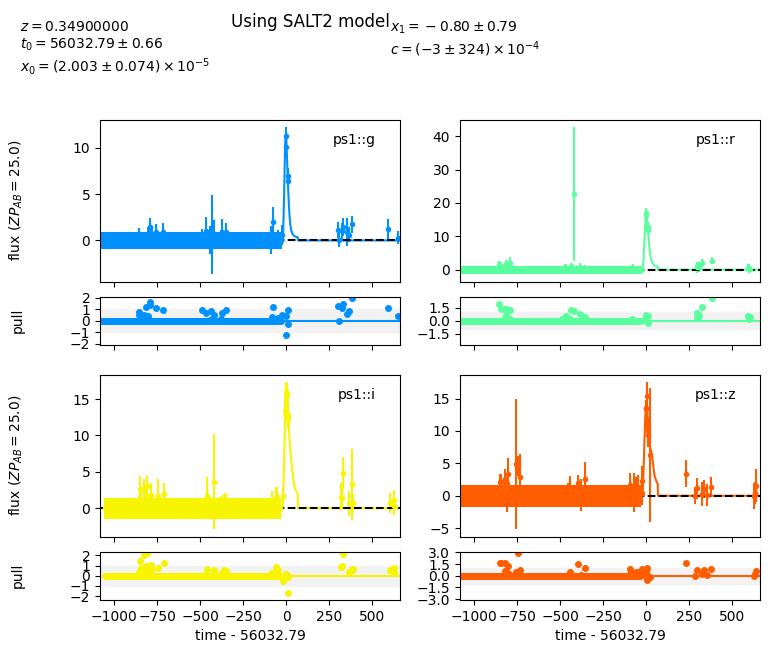 Using SALT2 model
z = 0.34900000
t₀ = 56032.79 ± 0.66
x₀ = (2.003 ± 0.074) × 10⁻⁵
x₁ = − 0.80 ± 0.79
c = (−3 ± 324) × 10⁻⁴
ps1::g
flux (ZP_AB = 25.0)
10
5
0
ps1::r
40
30
20
10
0
pull
2
1
0
−1
−2
1.5
0.0
−1.5
ps1::i
flux (ZP_AB = 25.0)
15
10
5
0
ps1::z
15
10
5
0
−5
pull
2
1
0
−1
−2
3.0
1.5
0.0
−1.5
−3.0
−1000 −750 −500 −250 0 250 500
time - 56032.79
−1000 −750 −500 −250 0 250 500
time - 56032.79